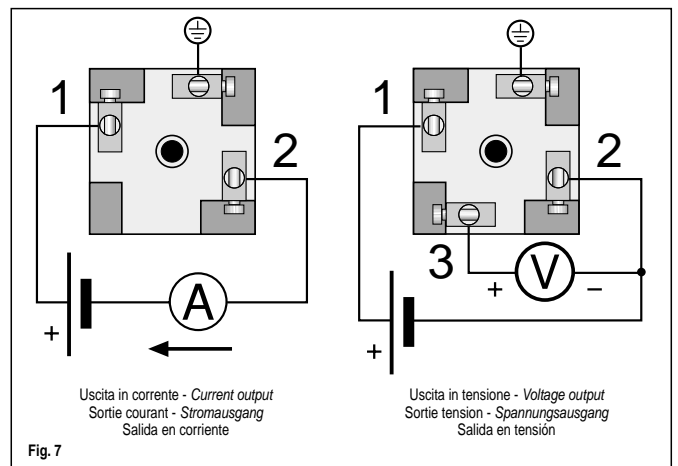 1
2
A
+
Uscita in corrente - Current output
Sortie courant - Stromausgang
Salida en corriente
1
2
3
+
V
–
+
Uscita in tensione - Voltage output
Sortie tension - Spannungsausgang
Salida en tensión
Fig. 7